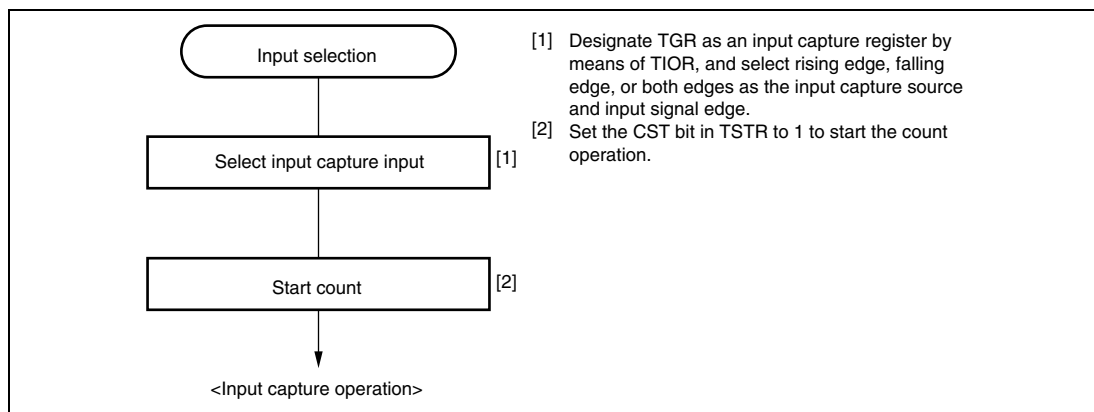 Input selection
Select input capture input
[1]
Start count
[2]
<Input capture operation>
[1] Designate TGR as an input capture register by
means of TIOR, and select rising edge, falling
edge, or both edges as the input capture source
and input signal edge.
[2] Set the CST bit in TSTR to 1 to start the count
operation.